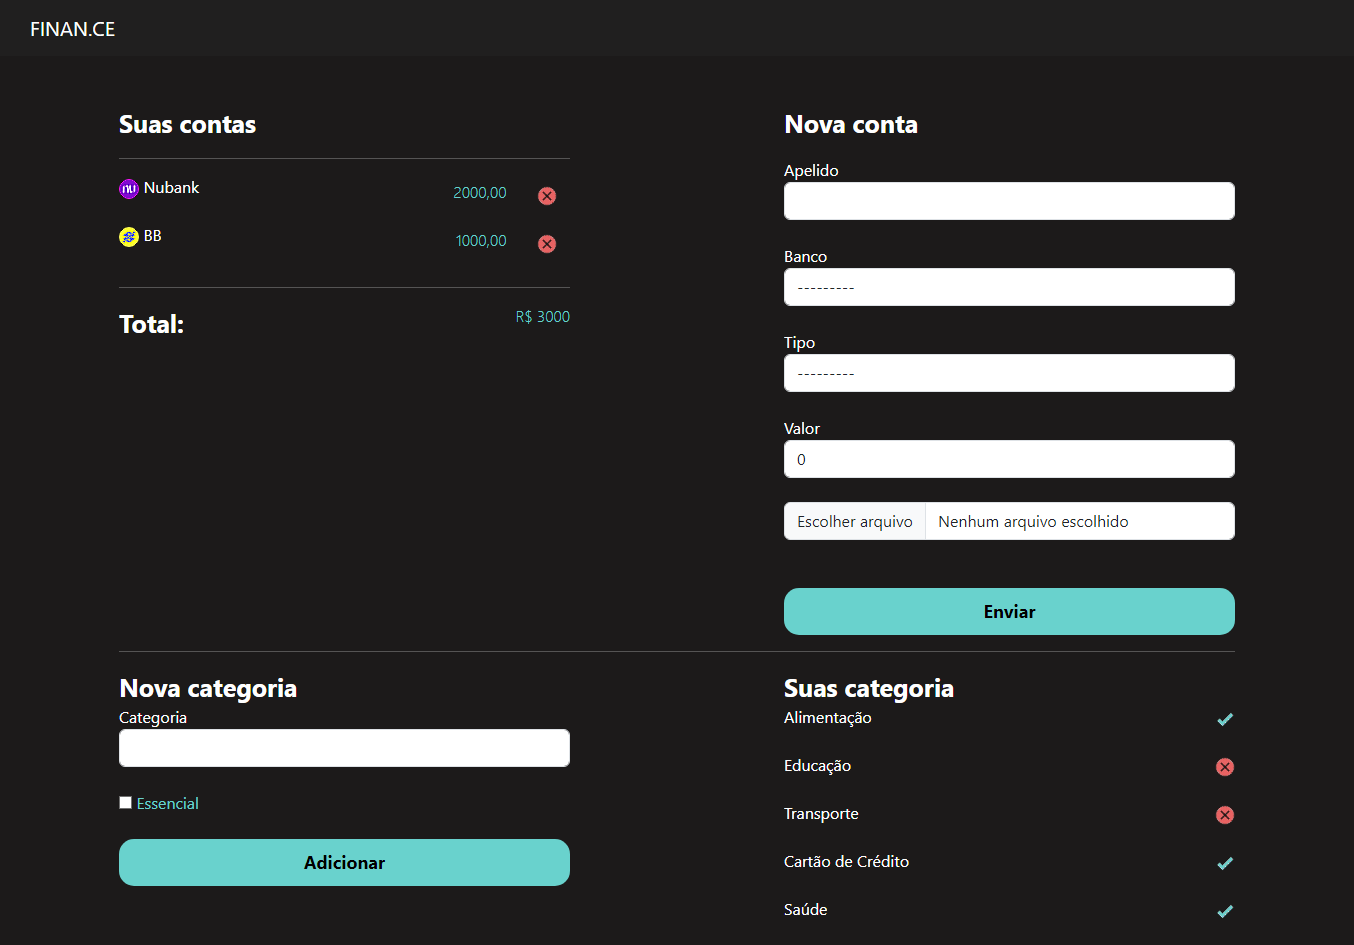 FINAN.CE
Suas contas
nu Nubank 2000,00
BB 1000,00
Total: R$ 3000
Nova conta
Apelido
Banco
---------
Tipo
---------
Valor
0
Escolher arquivo Nenhum arquivo escolhido
Enviar
Nova categoria
Categoria
Essencial
Adicionar
Suas categoria
Alimentação
Educação
Transporte
Cartão de Crédito
Saúde